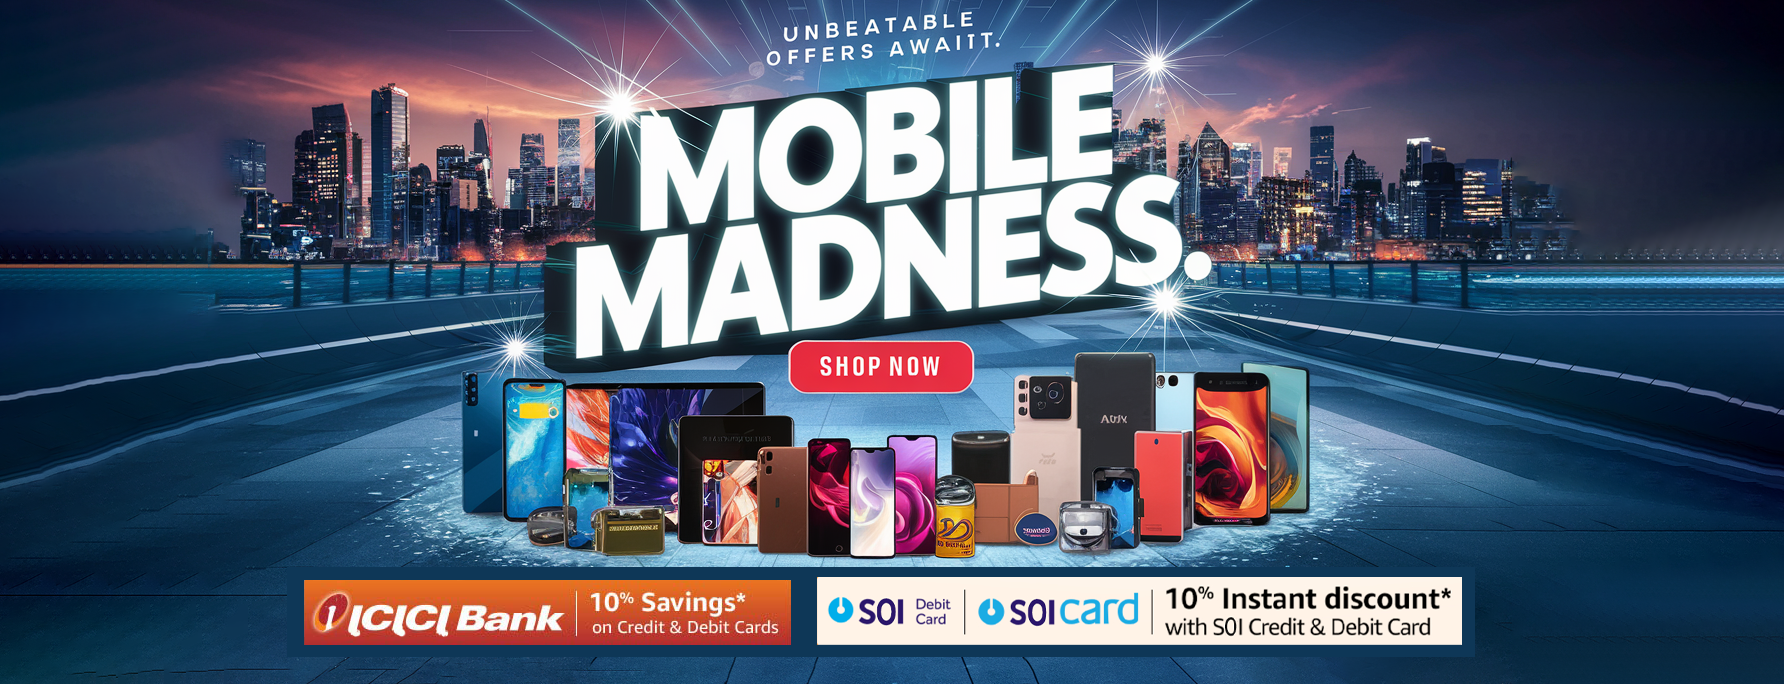 UNBEATABLE
OFFERS AWAIIT.
MOBILE
MADNESS.
SHOP NOW
ICICI Bank
10% Savings*
on Credit & Debit Cards
SOI Debit
Card
SOI card
10% Instant discount*
with SOI Credit & Debit Card